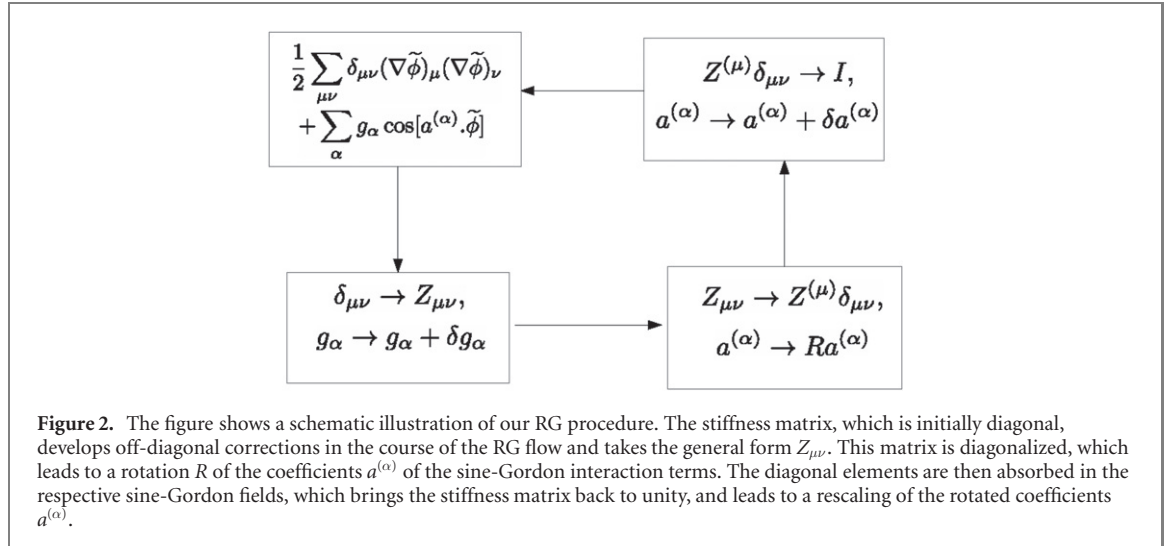 $\frac{1}{2}\sum_{\mu\nu}\delta_{\mu\nu}(\nabla\widetilde{\phi})_{\mu}(\nabla\widetilde{\phi})_{\nu}$
$+\sum_{\alpha} g_{\alpha}\cos[a^{(\alpha)}.\widetilde{\phi}]$
$Z^{(\mu)}\delta_{\mu\nu}\to I,$
$a^{(\alpha)}\to a^{(\alpha)}+\delta a^{(\alpha)}$
$\delta_{\mu\nu}\to Z_{\mu\nu},$
$g_{\alpha}\to g_{\alpha}+\delta g_{\alpha}$
$Z_{\mu\nu}\to Z^{(\mu)}\delta_{\mu\nu},$
$a^{(\alpha)}\to Ra^{(\alpha)}$
Figure 2. The figure shows a schematic illustration of our RG procedure. The stiffness matrix, which is initially diagonal,
develops off-diagonal corrections in the course of the RG flow and takes the general form $Z_{\mu\nu}$. This matrix is diagonalized, which
leads to a rotation $R$ of the coefficients $a^{(\alpha)}$ of the sine-Gordon interaction terms. The diagonal elements are then absorbed in the
respective sine-Gordon fields, which brings the stiffness matrix back to unity, and leads to a rescaling of the rotated coefficients
$a^{(\alpha)}$.